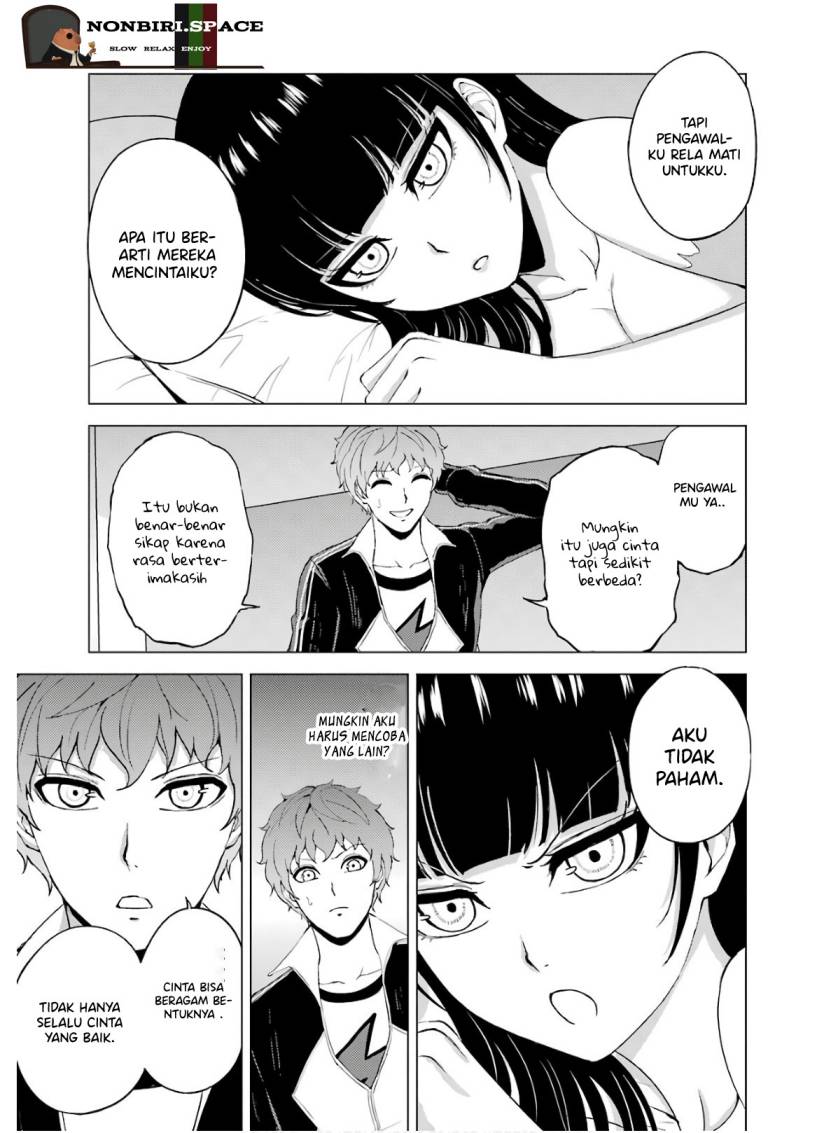 NONBIRI.SPACE
SLOW RELAX ENJOY
TAPI
PENGAWAL-
KU RELA MATI
UNTUKKU.
APA ITU BER-
ARTI MEREKA
MENCINTAIKU?
PENGAWAL
MU YA..
Mungkin
itu juga cinta
tapi sedikit
berbeda?
Itu bukan
benar-benar
sikap karena
rasa berter-
imakasih
AKU
TIDAK
PAHAM.
MUNGKIN AKU
HARUS MENCOBA
YANG LAIN?
CINTA BISA
BERAGAM BE-
NTUKNYA .
TIDAK HANYA
SELALU CINTA
YANG BAIK.